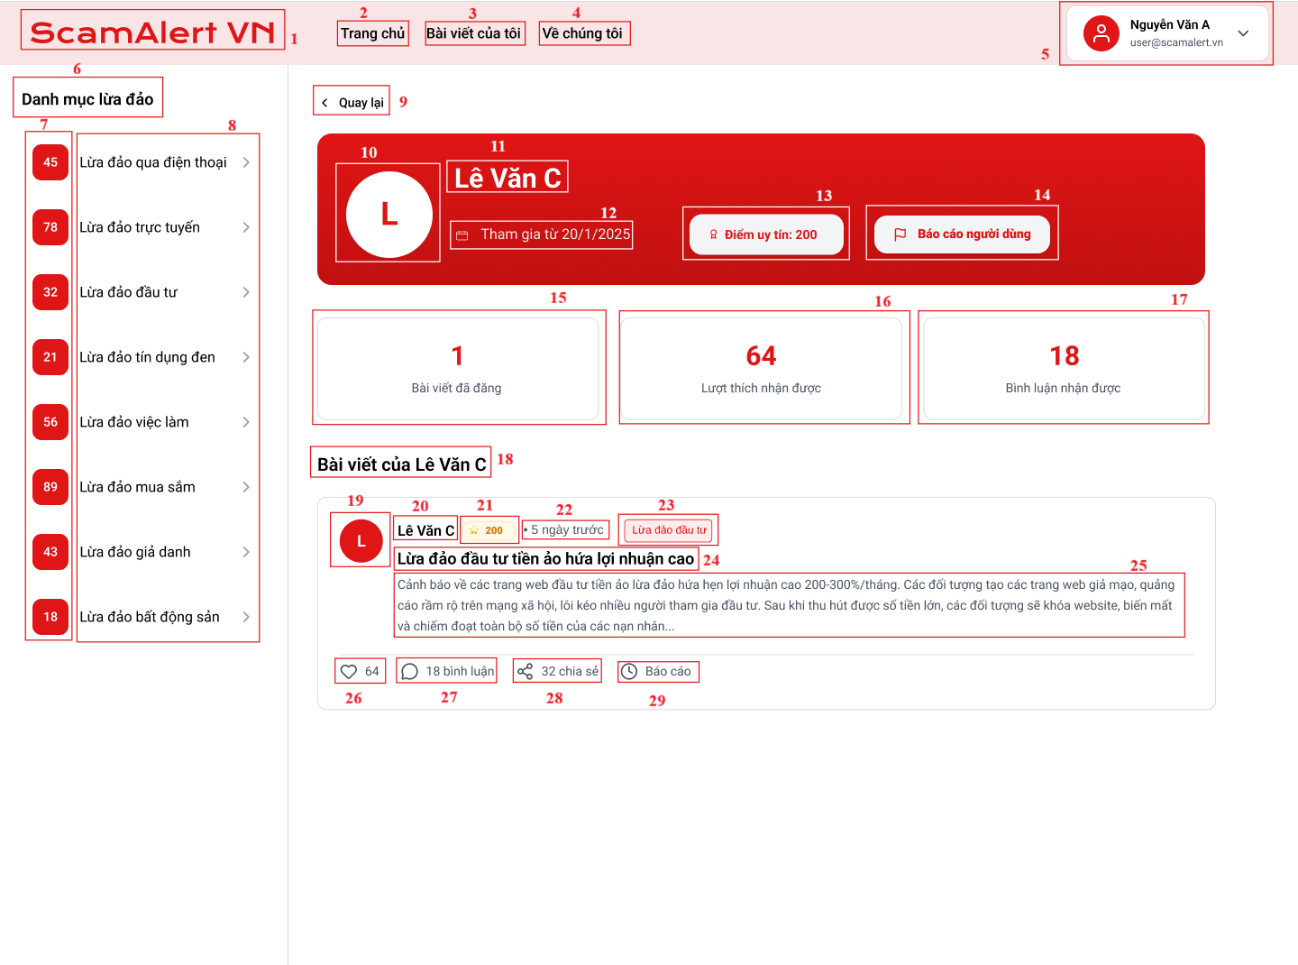 ScamAlert VN
1
2
Trang chủ
3
Bài viết của tôi
4
Về chúng tôi
5
Nguyễn Văn A
user@scamalert.vn
6
Danh mục lừa đảo
7
8
45 Lừa đảo qua điện thoại
78 Lừa đảo trực tuyến
32 Lừa đảo đầu tư
21 Lừa đảo tín dụng đen
56 Lừa đảo việc làm
89 Lừa đảo mua sắm
43 Lừa đảo giả danh
18 Lừa đảo bất động sản
Quay lại
9
10
L
11
Lê Văn C
12
Tham gia từ 20/1/2025
13
Điểm uy tín: 200
14
Báo cáo người dùng
15
1
Bài viết đã đăng
16
64
Lượt thích nhận được
17
18
Bình luận nhận được
Bài viết của Lê Văn C
18
19
L
20
Lê Văn C
21
200
22
• 5 ngày trước
23
Lừa đảo đầu tư
Lừa đảo đầu tư tiền ảo hứa lợi nhuận cao
24
25
Cảnh báo về các trang web đầu tư tiền ảo lừa đảo hứa hẹn lợi nhuận cao 200-300%/tháng. Các đối tượng tạo các trang web giả mạo, quảng
cáo rầm rộ trên mạng xã hội, lôi kéo nhiều người tham gia đầu tư. Sau khi thu hút được số tiền lớn, các đối tượng sẽ khóa website, biến mất
và chiếm đoạt toàn bộ số tiền của các nạn nhân...
64
18 bình luận
32 chia sẻ
Báo cáo
26
27
28
29